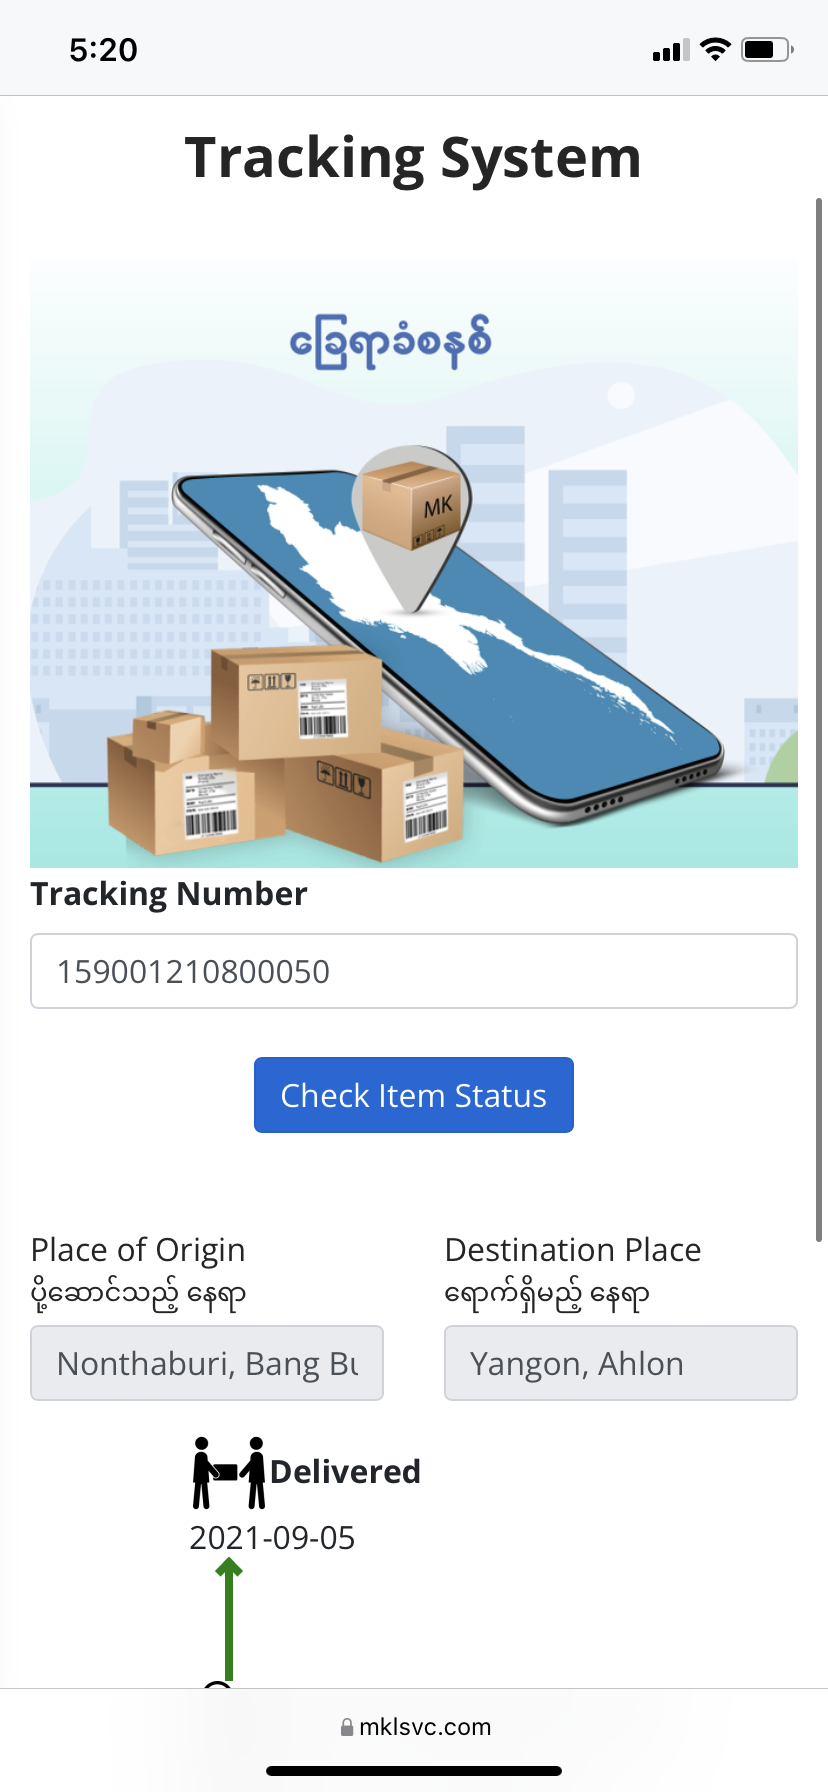 5:20
Tracking System
ခြေရာခံစနစ်
MK
Tracking Number
159001210800050
Check Item Status
Place of Origin
ပို့ဆောင်သည့် နေရာ
Nonthaburi, Bang Bu
Destination Place
ရောက်ရှိမည့် နေရာ
Yangon, Ahlon
Delivered
2021-09-05
mklsvc.com